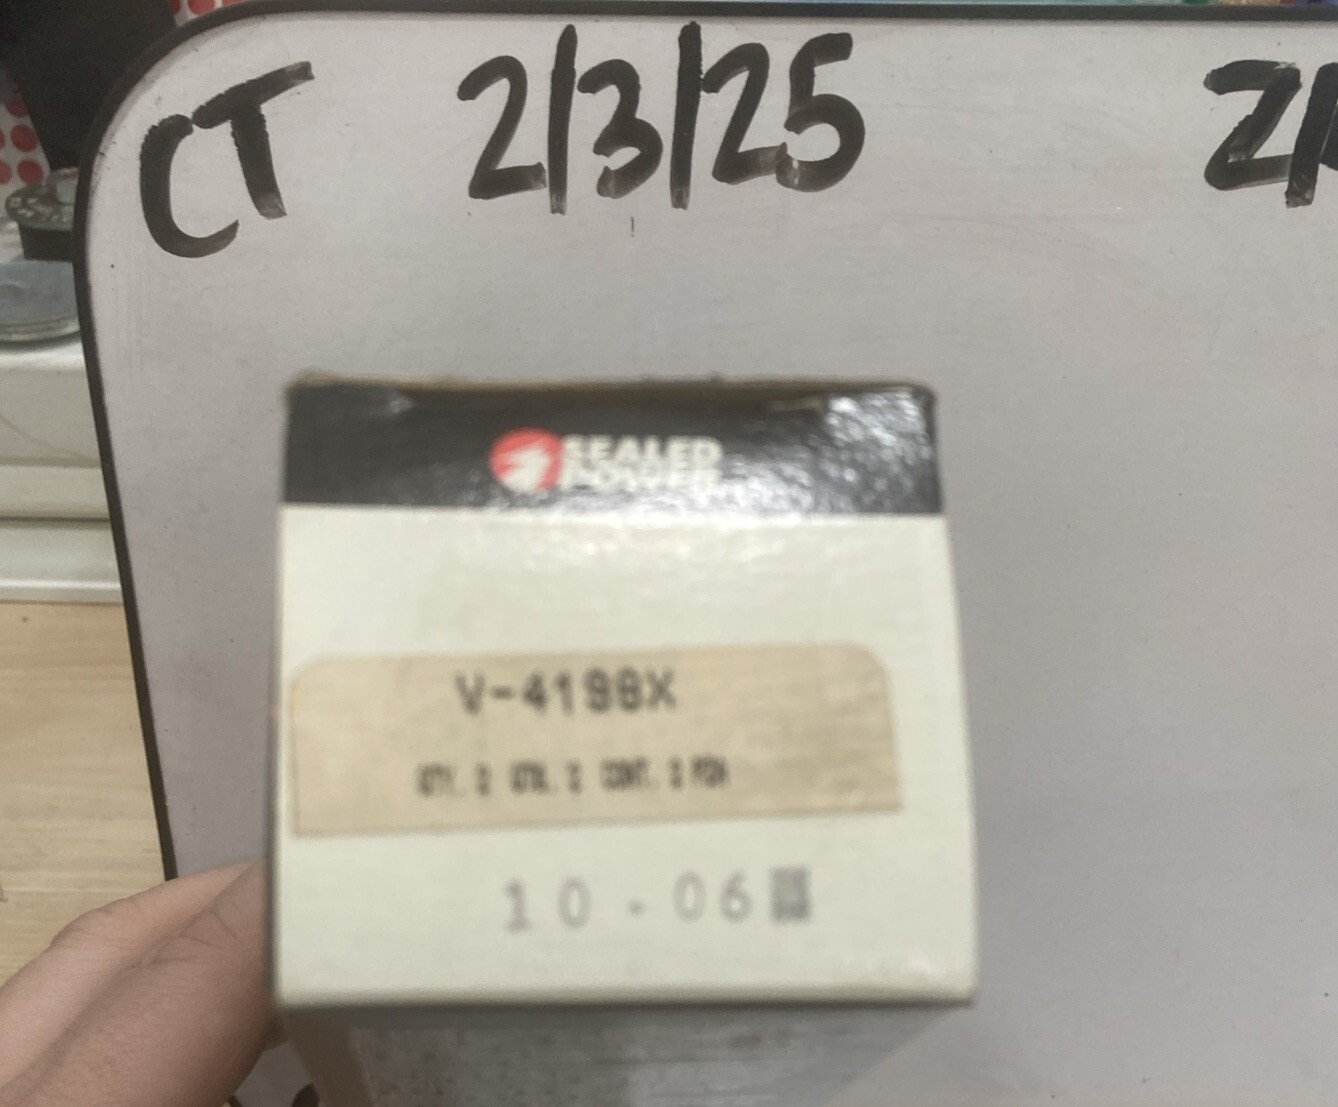 CT 2/3/25
SEALED
POWER
V-4198X
10.06